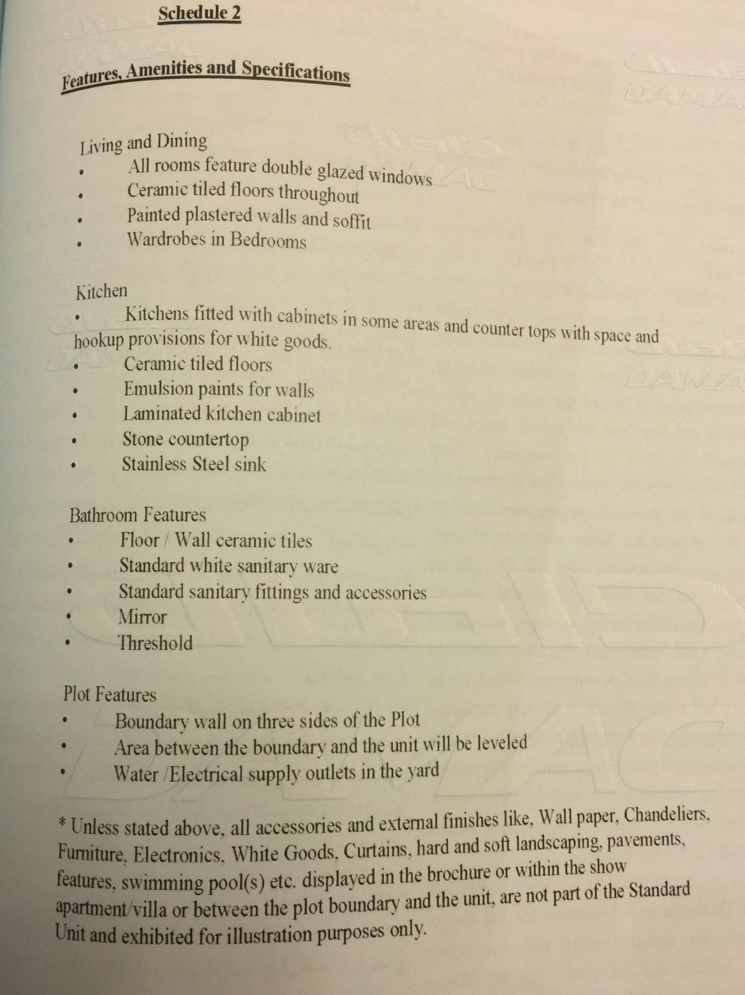 Schedule 2
Features, Amenities and Specifications
Living and Dining
• All rooms feature double glazed windows
• Ceramic tiled floors throughout
• Painted plastered walls and soffit
• Wardrobes in Bedrooms
Kitchen
• Kitchens fitted with cabinets in some areas and counter tops with space and
hookup provisions for white goods.
• Ceramic tiled floors
• Emulsion paints for walls
• Laminated kitchen cabinet
• Stone countertop
• Stainless Steel sink
Bathroom Features
• Floor / Wall ceramic tiles
• Standard white sanitary ware
• Standard sanitary fittings and accessories
• Mirror
• Threshold
Plot Features
• Boundary wall on three sides of the Plot
• Area between the boundary and the unit will be leveled
• Water /Electrical supply outlets in the yard
* Unless stated above, all accessories and external finishes like, Wall paper, Chandeliers,
Furniture, Electronics, White Goods, Curtains, hard and soft landscaping, pavements,
features, swimming pool(s) etc. displayed in the brochure or within the show
apartment/villa or between the plot boundary and the unit, are not part of the Standard
Unit and exhibited for illustration purposes only.